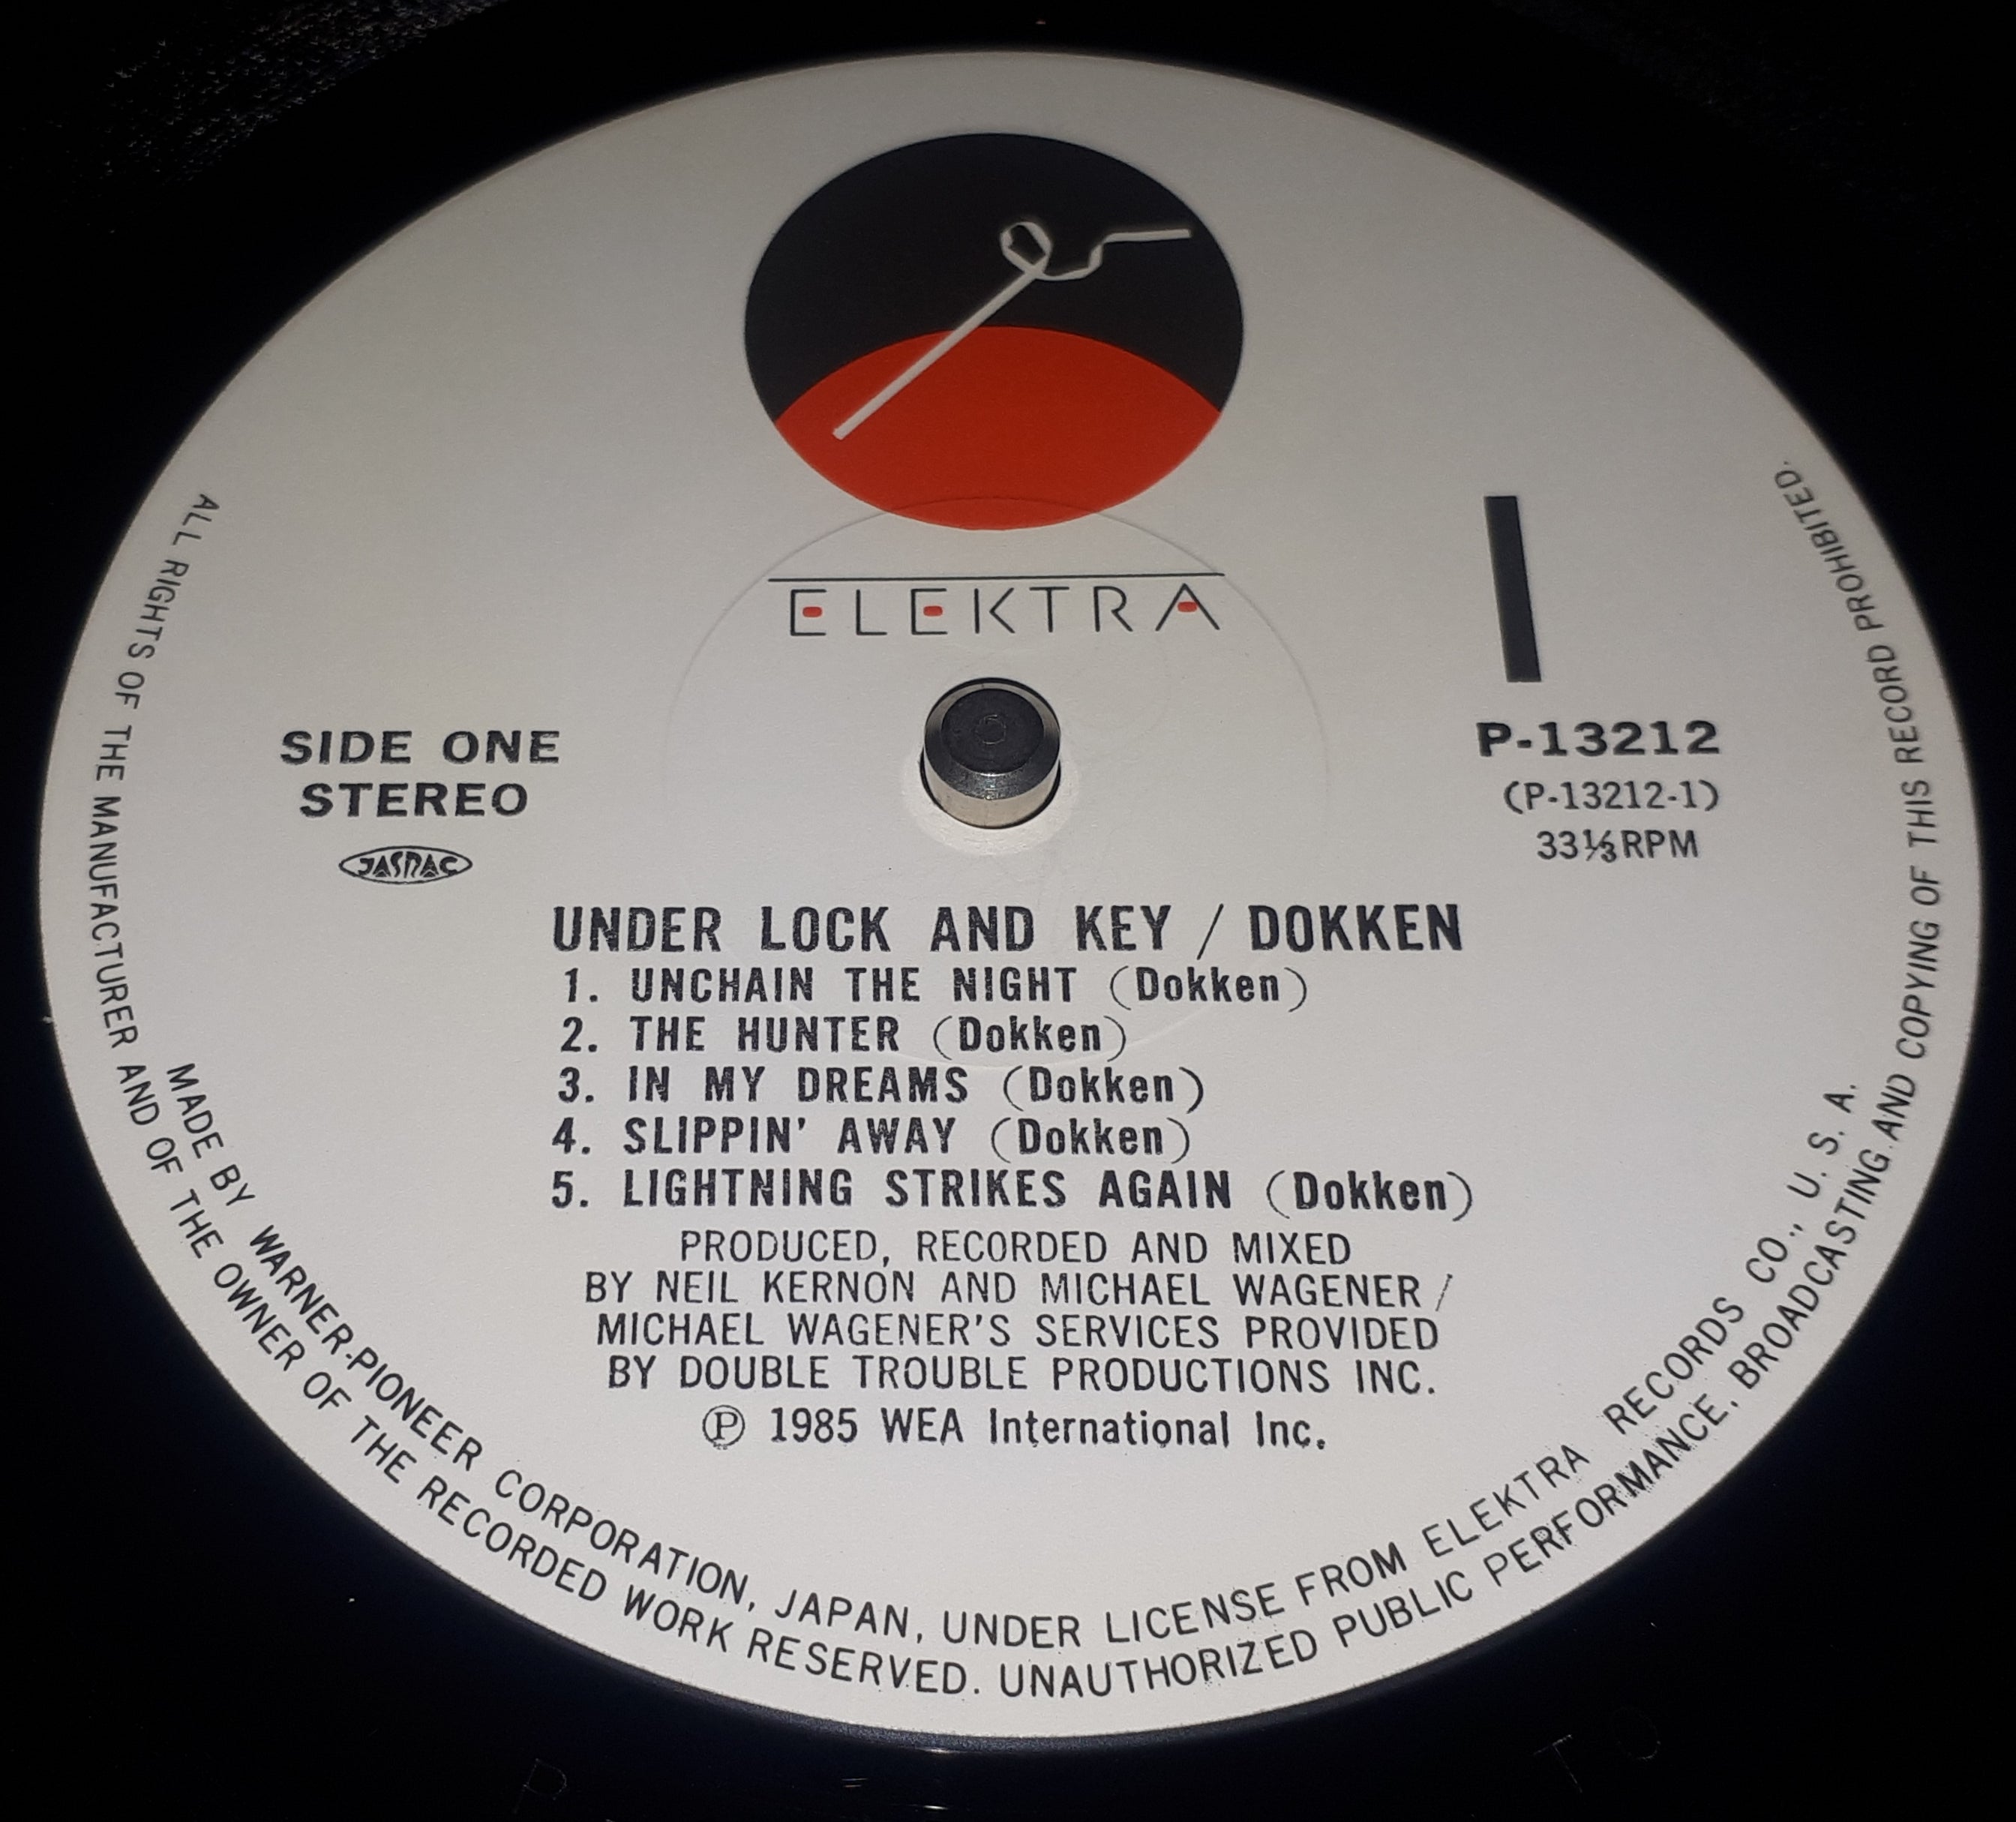 ELEKTRA
1
SIDE ONE
STEREO
JASRAC
P-13212
(P-13212-1)
33⅓RPM
UNDER LOCK AND KEY / DOKKEN
1. UNCHAIN THE NIGHT (Dokken)
2. THE HUNTER (Dokken)
3. IN MY DREAMS (Dokken)
4. SLIPPIN' AWAY (Dokken)
5. LIGHTNING STRIKES AGAIN (Dokken)
PRODUCED, RECORDED AND MIXED
BY NEIL KERNON AND MICHAEL WAGENER /
MICHAEL WAGENER'S SERVICES PROVIDED
BY DOUBLE TROUBLE PRODUCTIONS INC.
Ⓟ 1985 WEA International Inc.
MADE BY WARNER-PIONEER CORPORATION, JAPAN, UNDER LICENSE FROM ELEKTRA RECORDS CO., U. S. A.
ALL RIGHTS OF THE MANUFACTURER AND OF THE OWNER OF THE RECORDED WORK RESERVED. UNAUTHORIZED PUBLIC PERFORMANCE, BROADCASTING AND COPYING OF THIS RECORD PROHIBITED.